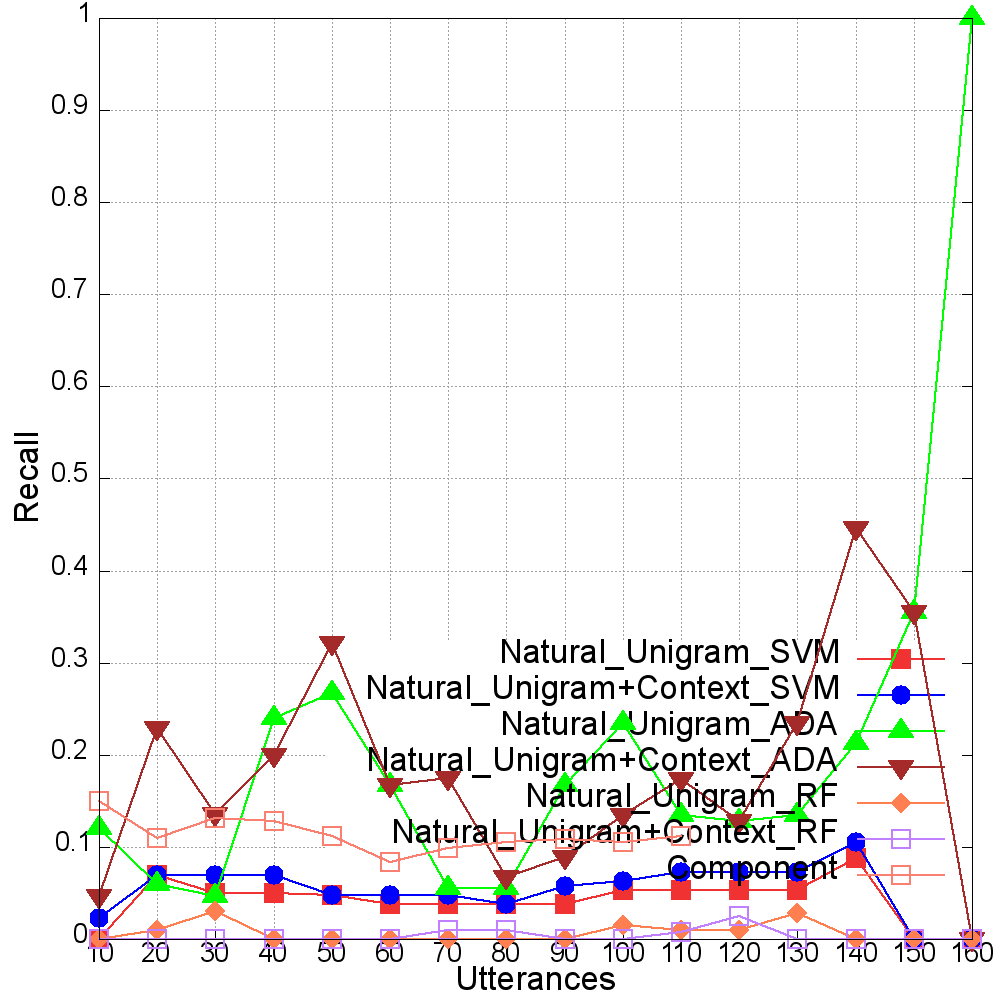 1
0.9
0.8
0.7
0.6
0.5
0.4
0.3
0.2
0.1
0
Recall
Natural_Unigram_SVM
Natural_Unigram+Context_SVM
Natural_Unigram_ADA
Natural_Unigram+Context_ADA
Natural_Unigram_RF
Natural_Unigram+Context_RF
Component
10 20 30 40 50 60 70 80 90 100 110 120 130 140 150 160
Utterances